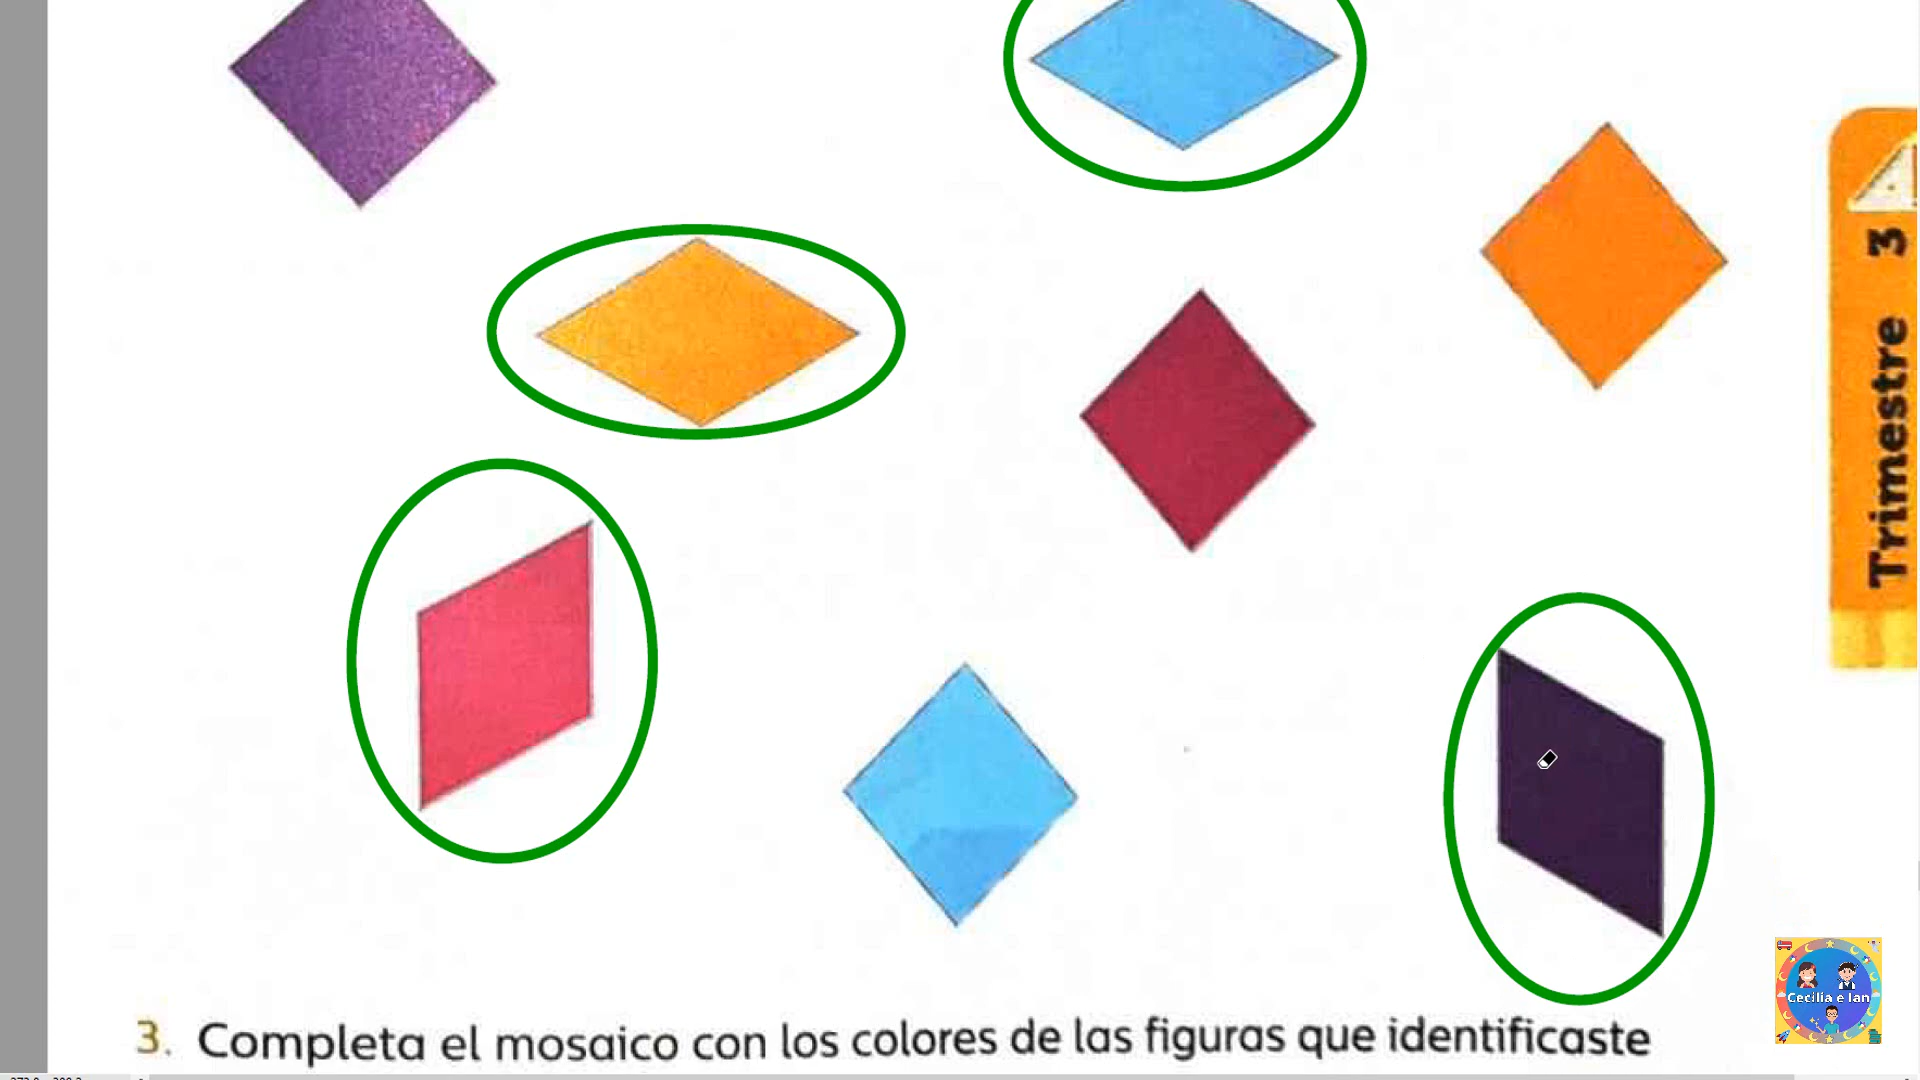 Trimestre 3
Cecilia e Ian
3. Completa el mosaico con los colores de las figuras que identificaste